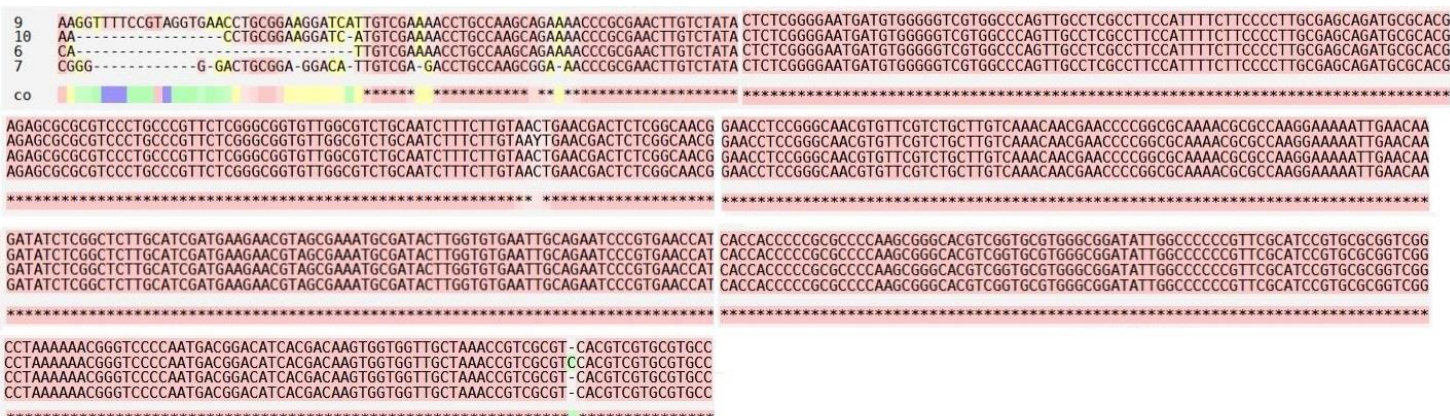 9 AAGGTTTTCCGTAGGTGAACCTGCGGAAGGATCATTGTCGAAAACCTGCCAAGCAGAAAACCCGCGAACTTGTCTATA
10 AA-----------------CCTGCGGAAGGATC-ATGTCGAAAACCTGCCAAGCAGAAAACCCGCGAACTTGTCTATA
6 CA--------------------------------TTGTCGAAAACCTGCCAAGCAGAAAACCCGCGAACTTGTCTATA
7 CGGG------------G-GACTGCGGA-GGACA-TTGTCGA-GACCTGCCAAGCGGA-AACCCGCGAACTTGTCTATA
co ****** *********** ** ********************
CTCTCGGGGAATGATGTGGGGGTCGTGGCCCAGTTGCCTCGCCTTCCATTTTCTTCCCCTTGCGAGCAGATGCGCACG
CTCTCGGGGAATGATGTGGGGGTCGTGGCCCAGTTGCCTCGCCTTCCATTTTCTTCCCCTTGCGAGCAGATGCGCACG
CTCTCGGGGAATGATGTGGGGGTCGTGGCCCAGTTGCCTCGCCTTCCATTTTCTTCCCCTTGCGAGCAGATGCGCACG
CTCTCGGGGAATGATGTGGGGGTCGTGGCCCAGTTGCCTCGCCTTCCATTTTCTTCCCCTTGCGAGCAGATGCGCACG
******************************************************************************
AGAGCGCGCGTCCCTGCCCGTTCTCGGGCGGTGTTGGCGTCTGCAATCTTTCTTGTAACTGAACGACTCTCGGCAACG
AGAGCGCGCGTCCCTGCCCGTTCTCGGGCGGTGTTGGCGTCTGCAATCTTTCTTGTAAYTGAACGACTCTCGGCAACG
AGAGCGCGCGTCCCTGCCCGTTCTCGGGCGGTGTTGGCGTCTGCAATCTTTCTTGTAACTGAACGACTCTCGGCAACG
AGAGCGCGCGTCCCTGCCCGTTCTCGGGCGGTGTTGGCGTCTGCAATCTTTCTTGTAACTGAACGACTCTCGGCAACG
********************************************************** *******************
GAACCTCCGGGCAACGTGTTCGTCTGCTTGTCAAACAACGAACCCCGGCGCAAAACGCGCCAAGGAAAAATTGAACAA
GAACCTCCGGGCAACGTGTTCGTCTGCTTGTCAAACAACGAACCCCGGCGCAAAACGCGCCAAGGAAAAATTGAACAA
GAACCTCCGGGCAACGTGTTCGTCTGCTTGTCAAACAACGAACCCCGGCGCAAAACGCGCCAAGGAAAAATTGAACAA
GAACCTCCGGGCAACGTGTTCGTCTGCTTGTCAAACAACGAACCCCGGCGCAAAACGCGCCAAGGAAAAATTGAACAA
******************************************************************************
GATATCTCGGCTCTTGCATCGATGAAGAACGTAGCGAAATGCGATACTTGGTGTGAATTGCAGAATCCCGTGAACCAT
GATATCTCGGCTCTTGCATCGATGAAGAACGTAGCGAAATGCGATACTTGGTGTGAATTGCAGAATCCCGTGAACCAT
GATATCTCGGCTCTTGCATCGATGAAGAACGTAGCGAAATGCGATACTTGGTGTGAATTGCAGAATCCCGTGAACCAT
GATATCTCGGCTCTTGCATCGATGAAGAACGTAGCGAAATGCGATACTTGGTGTGAATTGCAGAATCCCGTGAACCAT
******************************************************************************
CACCACCCCCGCGCCCCAAGCGGGCACGTCGGTGCGTGGGCGGATATTGGCCCCCCGTTCGCATCCGTGCGCGGTCGG
CACCACCCCCGCGCCCCAAGCGGGCACGTCGGTGCGTGGGCGGATATTGGCCCCCCGTTCGCATCCGTGCGCGGTCGG
CACCACCCCCGCGCCCCAAGCGGGCACGTCGGTGCGTGGGCGGATATTGGCCCCCCGTTCGCATCCGTGCGCGGTCGG
CACCACCCCCGCGCCCCAAGCGGGCACGTCGGTGCGTGGGCGGATATTGGCCCCCCGTTCGCATCCGTGCGCGGTCGG
******************************************************************************
CCTAAAAAACGGGTCCCCAATGACGGACATCACGACAAGTGGTGGTTGCTAAACCGTCGCGT-CACGTCGTGCGTGCC
CCTAAAAAACGGGTCCCCAATGACGGACATCACGACAAGTGGTGGTTGCTAAACCGTCGCGTCCACGTCGTGCGTGCC
CCTAAAAAACGGGTCCCCAATGACGGACATCACGACAAGTGGTGGTTGCTAAACCGTCGCGT-CACGTCGTGCGTGCC
CCTAAAAAACGGGTCCCCAATGACGGACATCACGACAAGTGGTGGTTGCTAAACCGTCGCGT-CACGTCGTGCGTGCC
************************************************************** ***************